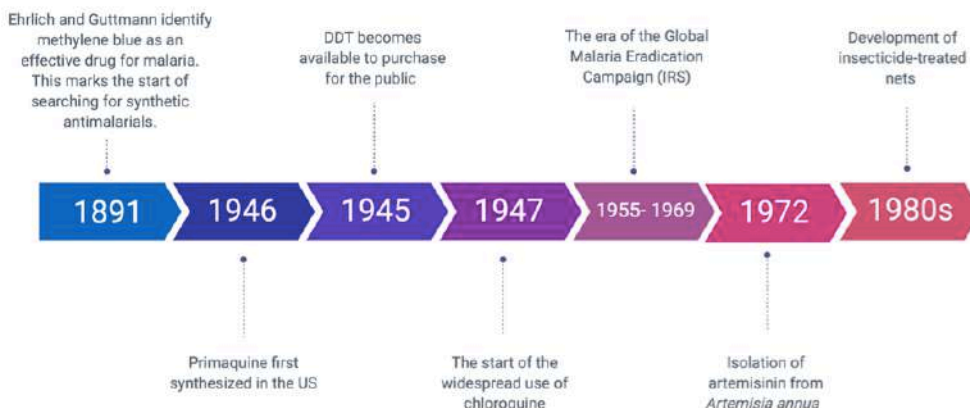 Ehrlich and Guttmann identify
methylene blue as an
effective drug for malaria.
This marks the start of
searching for synthetic
antimalarials.
DDT becomes
available to purchase
for the public
The era of the Global
Malaria Eradication
Campaign (IRS)
Development of
insecticide-treated
nets
1891
1946
1945
1947
1955- 1969
1972
1980s
Primaquine first
synthesized in the US
The start of the
widespread use of
chloroquine
Isolation of
artemisinin from
Artemisia annua